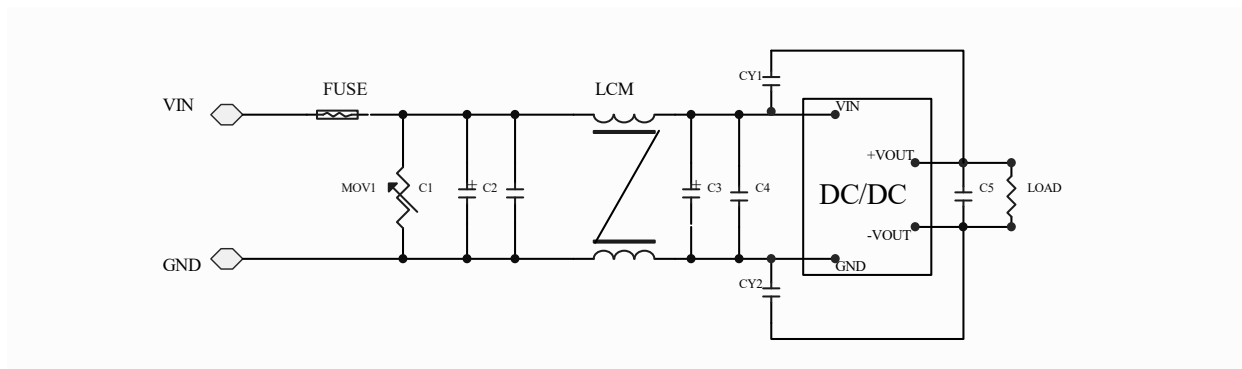 FUSE
LCM
CY1
VIN
VIN
+VOUT
MOV1
C1
+
C2
+
C3
C4
DC/DC
C5
LOAD
-VOUT
GND
GND
CY2